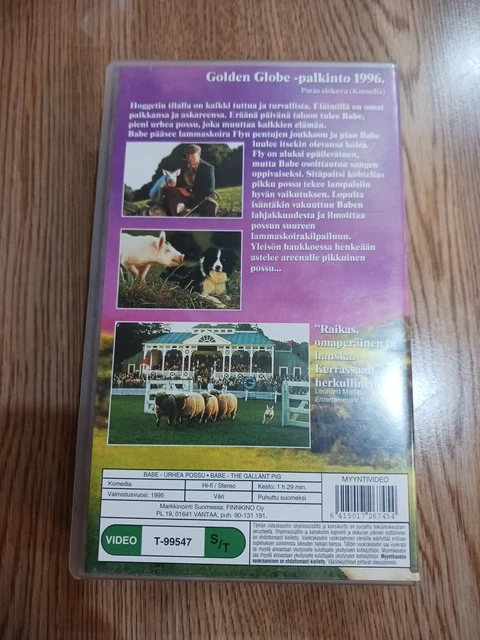 Golden Globe -palkinto 1996.
Paras elokuva (Komedia)
Hoggetin tilalla on kaikki tuttua ja turvallista. Eläimillä on omat
paikkansa ja askareensa. Eräänä päivänä taloon tulee Babe,
pieni urhea possu, joka muuttaa kaikkien elämän.
Babe pääsee lammaskoira Flyn pentujen joukkoon ja pian Babe
luulee itsekin olevansa koira.
Fly on aluksi epäileväinen,
mutta Babe osoittautuu sangen
oppivaiseksi. Sitäpaitsi kohtelias
pikku possu tekee lampaisiin
hyvän vaikutuksen. Lopulta
isäntäkin vakuuttuu Baben
lahjakkuudesta ja ilmoittaa
possun suureen
lammaskoirakilpailuun.
Yleisön haukkoessa henkeään
astelee areenalle pikkuinen
possu...
"Raikas,
omaperäinen ja
hauska.
Kerrassaan
Leonard
BABE - URHEA POSSU • BABE - THE GALLANT PIG
Komedia Hi-fi / Stereo Kesto: 1 h 29 min.
Valmistusvuosi: 1995 Väri Puhuttu suomeksi
Markkinointi Suomessa: FINNKINO Oy
PL 19, 01641 VANTAA, puh. 90-131 191.
MYYNTIVIDEO
6 415017 267454
VIDEO T-99547 S/T